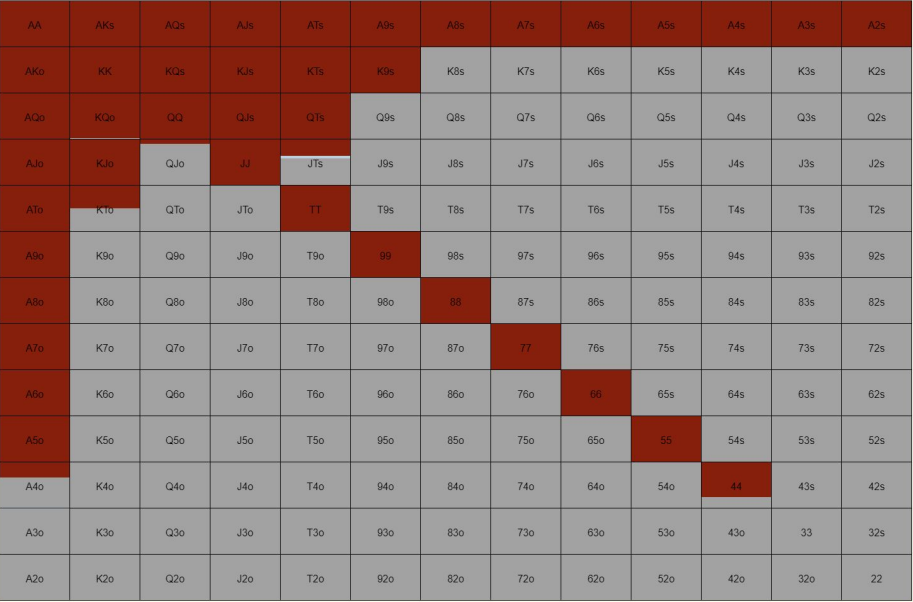 AA AKs AQs AJs ATs A9s A8s A7s A6s A5s A4s A3s A2s
AKo KK KQs KJs KTs K9s K8s K7s K6s K5s K4s K3s K2s
AQo KQo QQ QJs QTs Q9s Q8s Q7s Q6s Q5s Q4s Q3s Q2s
AJo KJo QJo JJ JTs J9s J8s J7s J6s J5s J4s J3s J2s
ATo KTo QTo JTo TT T9s T8s T7s T6s T5s T4s T3s T2s
A9o K9o Q9o J9o T9o 99 98s 97s 96s 95s 94s 93s 92s
A8o K8o Q8o J8o T8o 98o 88 87s 86s 85s 84s 83s 82s
A7o K7o Q7o J7o T7o 97o 87o 77 76s 75s 74s 73s 72s
A6o K6o Q6o J6o T6o 96o 86o 76o 66 65s 64s 63s 62s
A5o K5o Q5o J5o T5o 95o 85o 75o 65o 55 54s 53s 52s
A4o K4o Q4o J4o T4o 94o 84o 74o 64o 54o 44 43s 42s
A3o K3o Q3o J3o T3o 93o 83o 73o 63o 53o 43o 33 32s
A2o K2o Q2o J2o T2o 92o 82o 72o 62o 52o 42o 32o 22